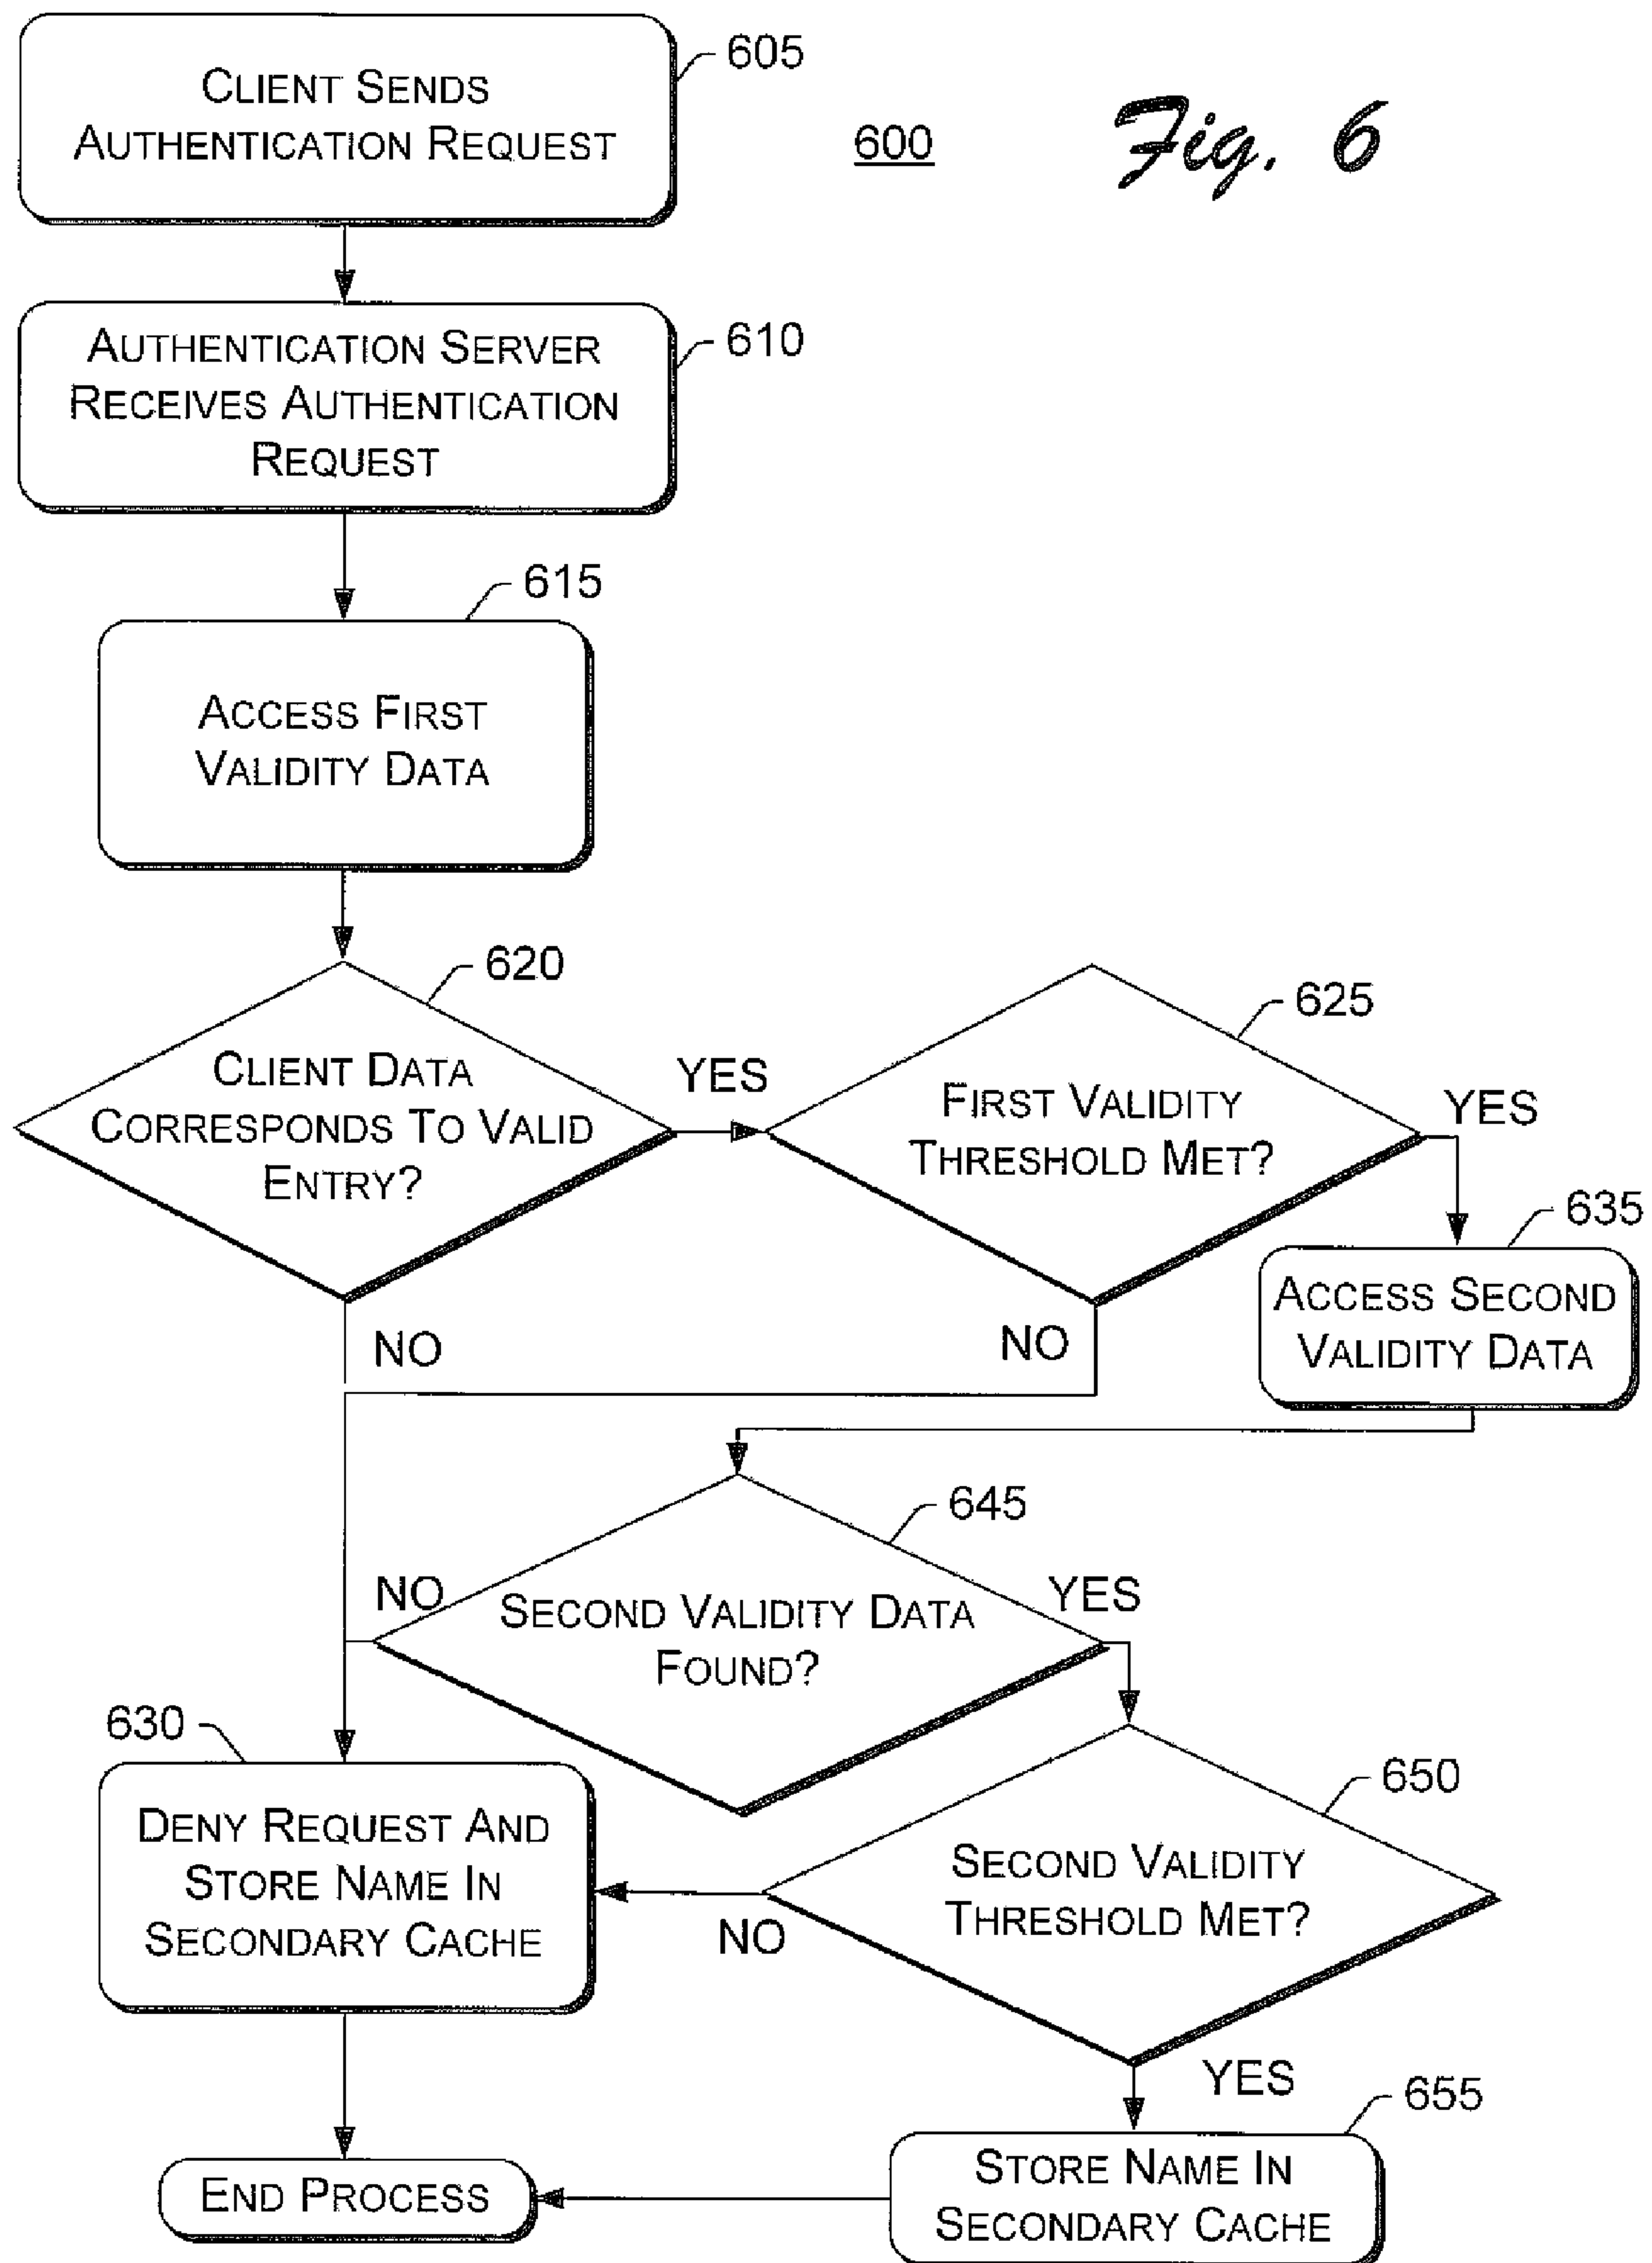 605
CLIENT SENDS
AUTHENTICATION REQUEST
600
Fig. 6
610
AUTHENTICATION SERVER
RECEIVES AUTHENTICATION
REQUEST
615
ACCESS FIRST
VALIDITY DATA
620
CLIENT DATA
CORRESPONDS TO VALID
ENTRY?
YES
625
FIRST VALIDITY
THRESHOLD MET?
YES
635
ACCESS SECOND
VALIDITY DATA
NO
NO
645
NO
SECOND VALIDITY DATA
FOUND?
YES
630
DENY REQUEST AND
STORE NAME IN
SECONDARY CACHE
650
SECOND VALIDITY
THRESHOLD MET?
NO
YES
655
STORE NAME IN
SECONDARY CACHE
END PROCESS